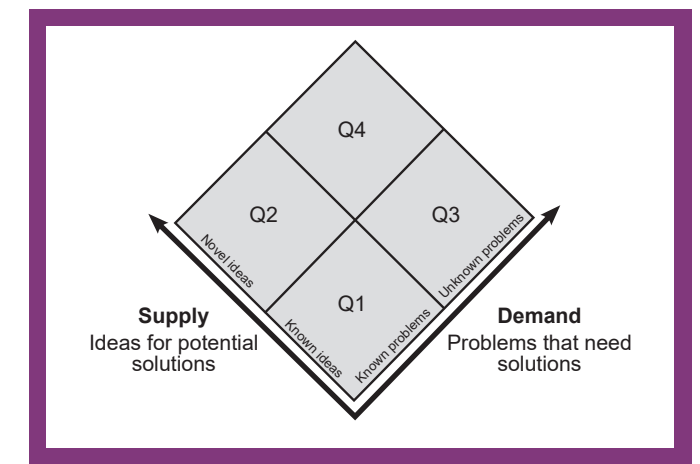 Q4
Q2
Q3
Novel ideas
Unknown problems
Q1
Known ideas
Known problems
Supply
Ideas for potential
solutions
Demand
Problems that need
solutions